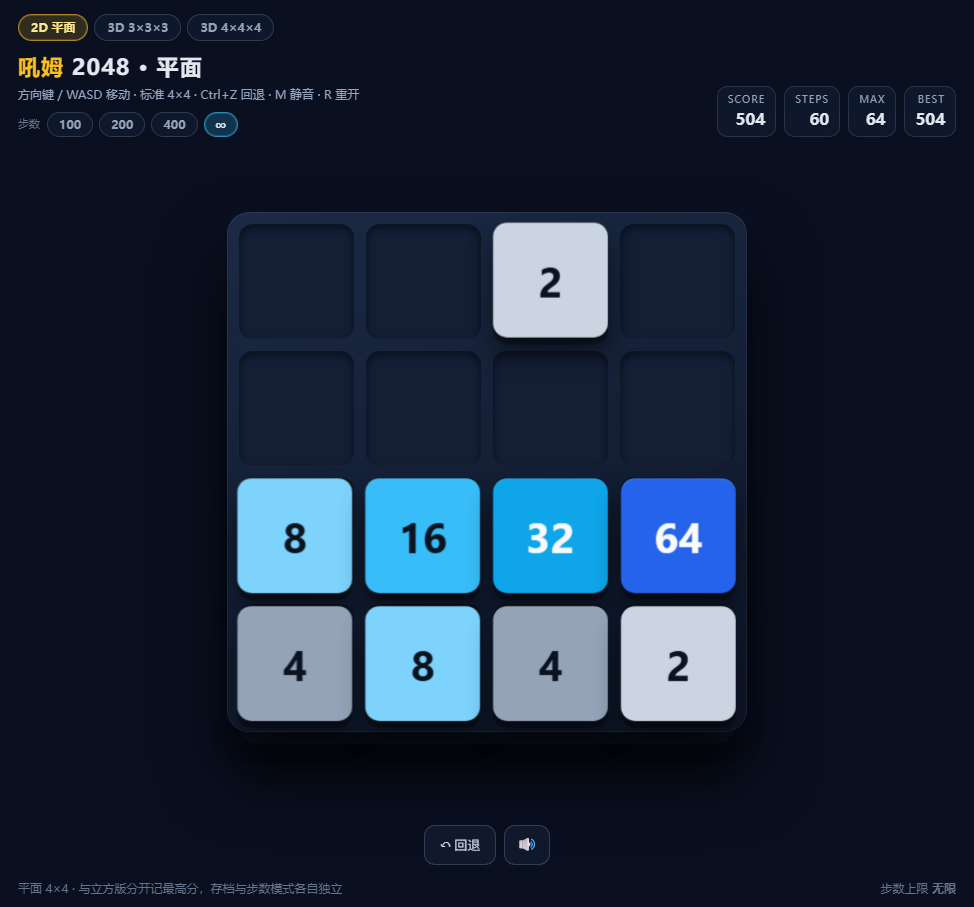 2D 平面 3D 3×3×3 3D 4×4×4
吼姆 2048 • 平面
方向键 / WASD 移动 · 标准 4×4 · Ctrl+Z 回退 · M 静音 · R 重开
步数 100 200 400 ∞
SCORE STEPS MAX BEST
504 60 64 504
2
8 16 32 64
4 8 4 2
↶ 回退
平面 4×4 · 与立方版分开记最高分，存档与步数模式各自独立 步数上限 无限